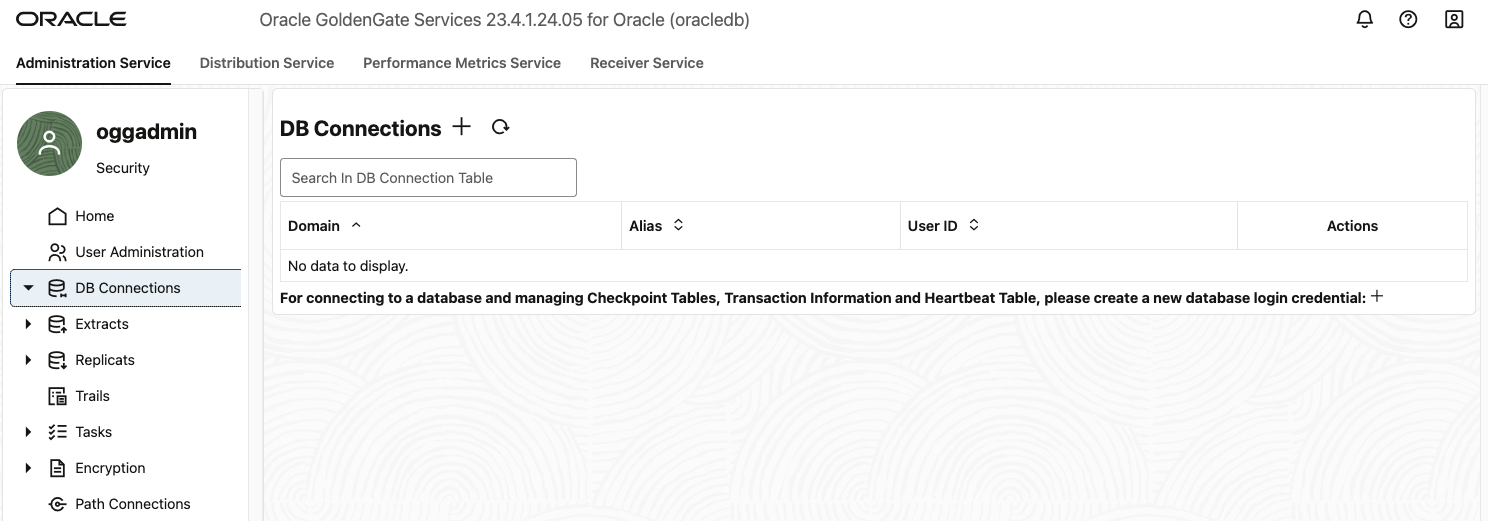 ORACLE
Oracle GoldenGate Services 23.4.1.24.05 for Oracle (oracledb)
Administration Service
Distribution Service
Performance Metrics Service
Receiver Service
oggadmin
Security
Home
User Administration
DB Connections
Extracts
Replicats
Trails
Tasks
Encryption
Path Connections
DB Connections
Search In DB Connection Table
Domain
Alias
User ID
Actions
No data to display.
For connecting to a database and managing Checkpoint Tables, Transaction Information and Heartbeat Table, please create a new database login credential: